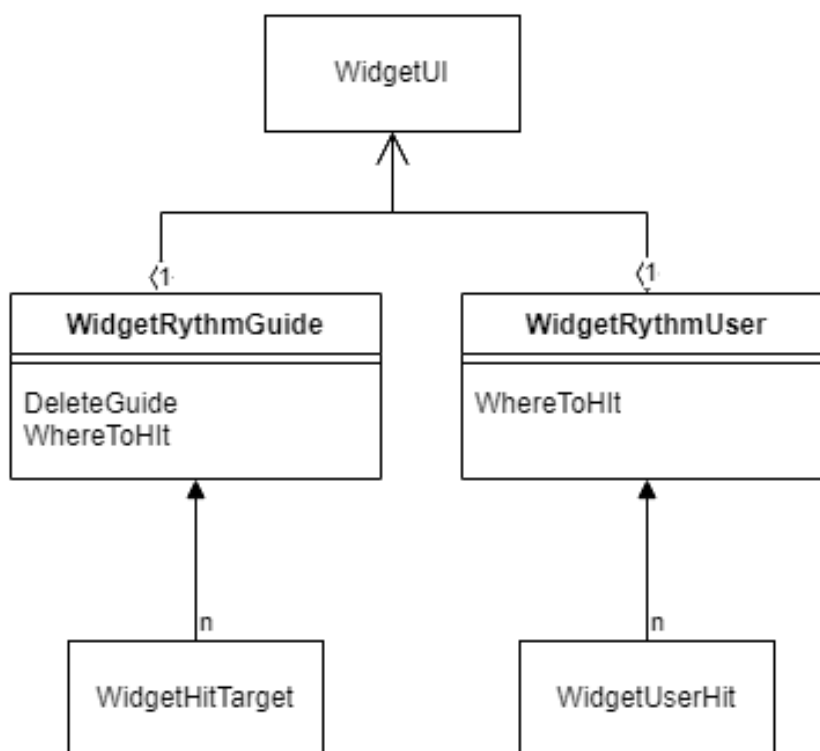 WidgetUI
1
1
WidgetRythmGuide
WidgetRythmUser
DeleteGuide
WhereToHIt
WhereToHIt
n
n
WidgetHitTarget
WidgetUserHit